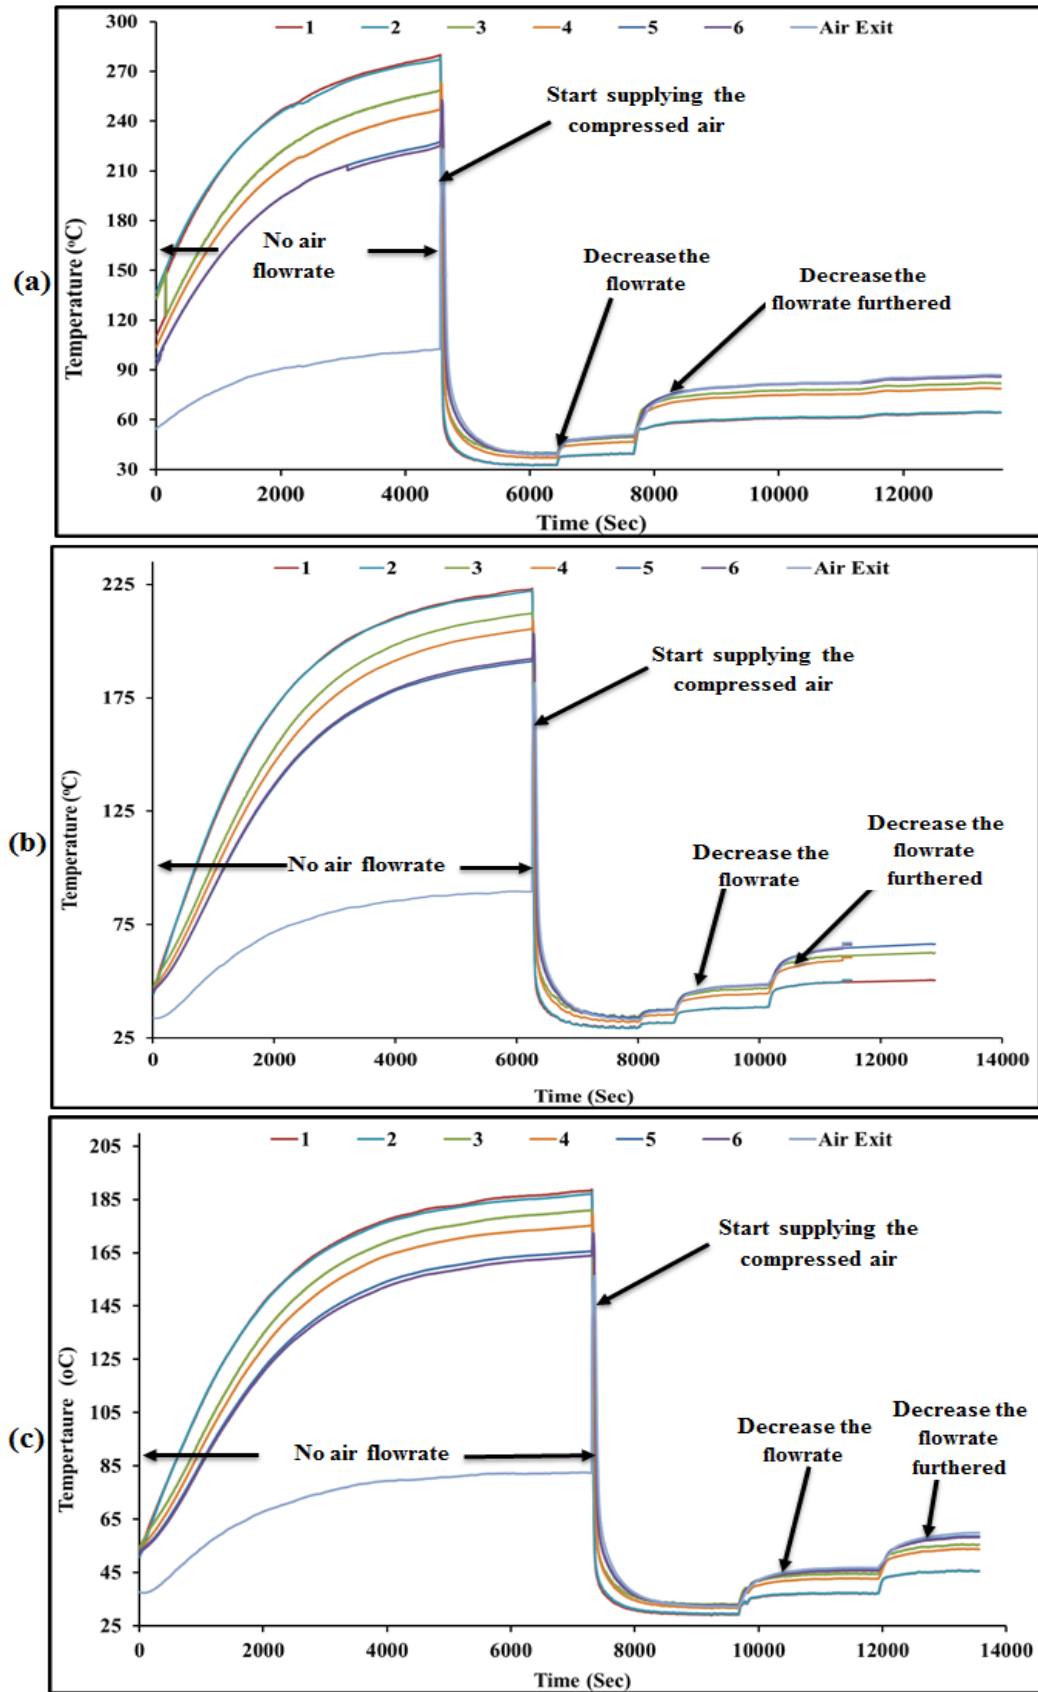 (a)
300 1 2 3 4 5 6 Air Exit
270
240
210
180
150
120
90
60
30
Temperature (oC)
Start supplying the
compressed air
No air
flowrate
Decrease the
flowrate
Decrease the
flowrate furthered
0 2000 4000 6000 8000 10000 12000
Time (Sec)
(b)
1 2 3 4 5 6 Air Exit
225
175
125
75
25
Temperature (oC)
Start supplying the
compressed air
No air flowrate
Decrease the
flowrate
Decrease the
flowrate
furthered
0 2000 4000 6000 8000 10000 12000 14000
Time (Sec)
(c)
205 1 2 3 4 5 6 Air Exit
185
165
145
125
105
85
65
45
25
Tempertaure (oC)
Start supplying the
compressed air
No air flowrate
Decrease the
flowrate
Decrease the
flowrate
furthered
0 2000 4000 6000 8000 10000 12000 14000
Time (Sec)